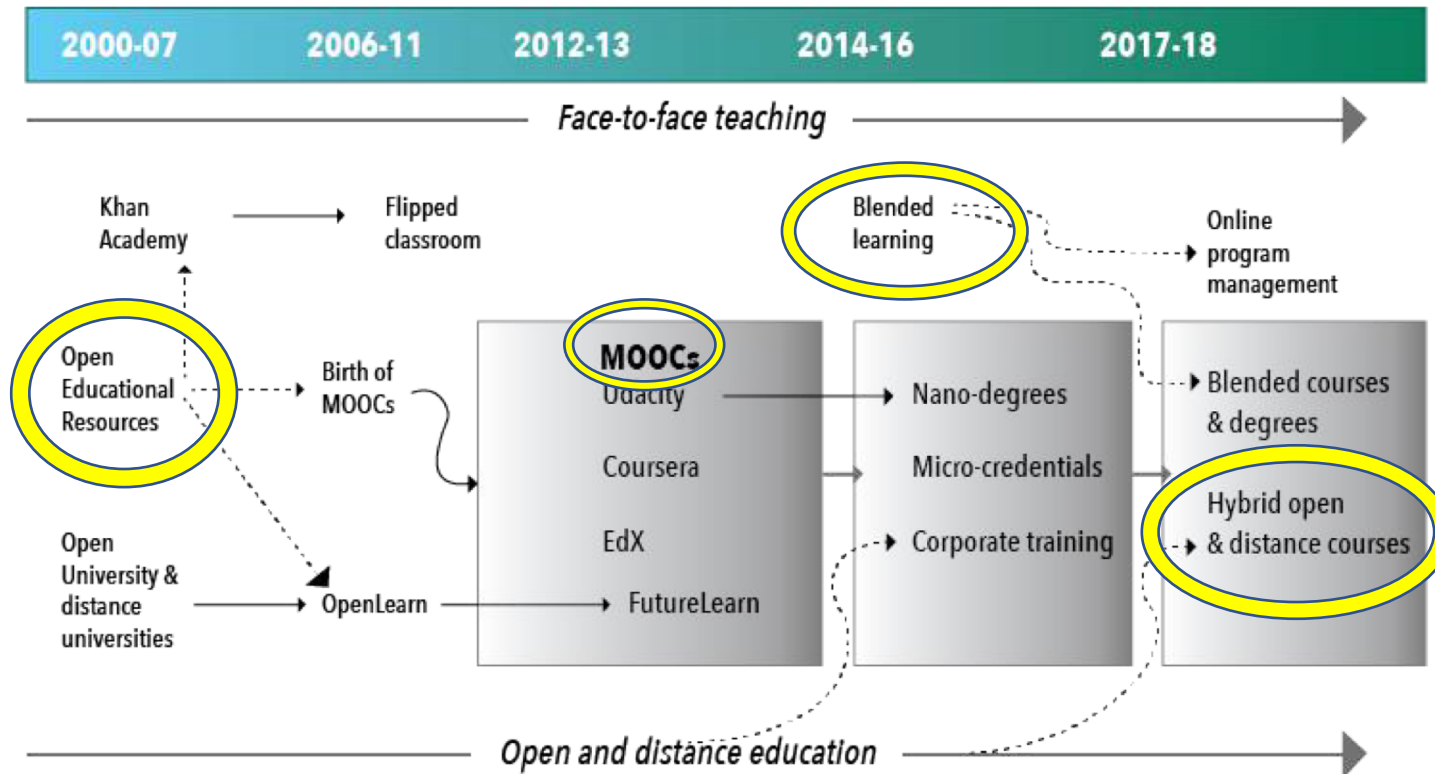 2000-07 2006-11 2012-13 2014-16 2017-18
Face-to-face teaching
Khan
Academy
Flipped
classroom
Blended
learning
Online
program
management
Open
Educational
Resources
Birth of
MOOCs
MOOCs
Udacity
Coursera
EdX
FutureLearn
Nano-degrees
Micro-credentials
Corporate training
Blended courses
& degrees
Hybrid open
& distance courses
Open
University &
distance
universities
OpenLearn
Open and distance education